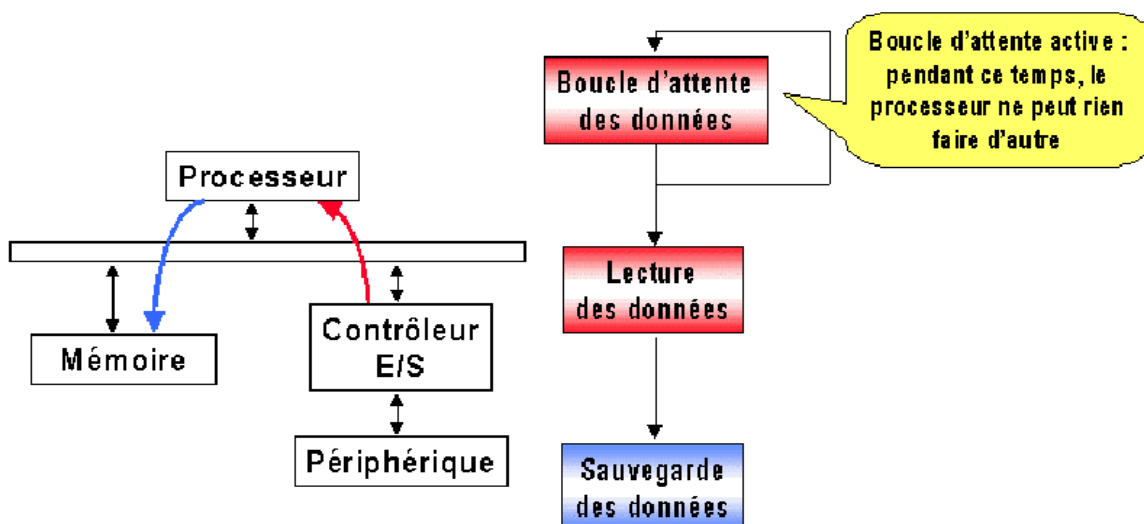 Processeur
Mémoire
Contrôleur
E/S
Périphérique
Boucle d'attente
des données
Boucle d'attente active :
pendant ce temps, le
processeur ne peut rien
faire d'autre
Lecture
des données
Sauvegarde
des données